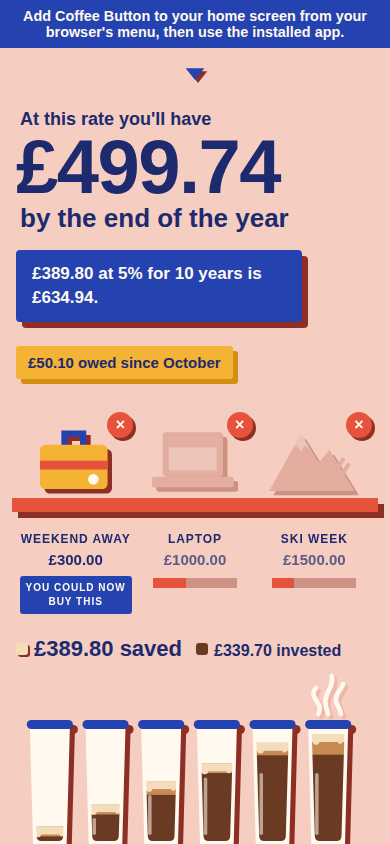 Add Coffee Button to your home screen from your
browser's menu, then use the installed app.
At this rate you'll have
£499.74
by the end of the year
£389.80 at 5% for 10 years is
£634.94.
£50.10 owed since October
×
×
×
WEEKEND AWAY
£300.00
YOU COULD NOW
BUY THIS
LAPTOP
£1000.00
SKI WEEK
£1500.00
£389.80 saved
£339.70 invested